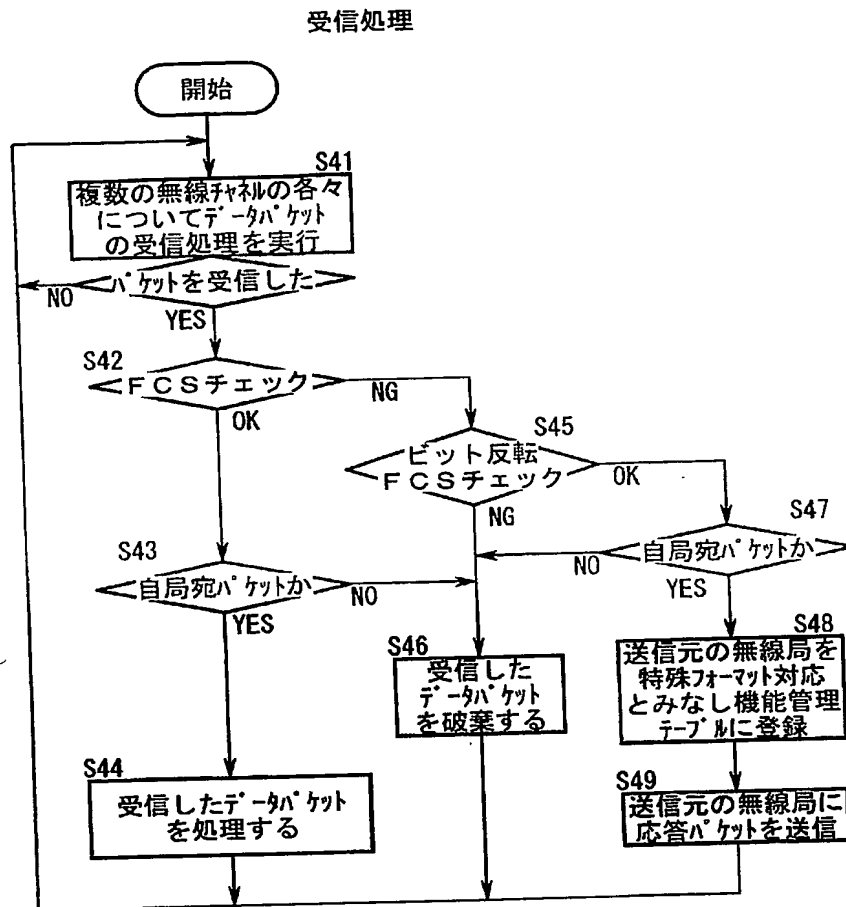 受信処理
開始
S41
複数の無線ﾁｬﾈﾙの各々
についてﾃﾞｰﾀﾊﾟｹｯﾄ
の受信処理を実行
ﾊﾟｹｯﾄを受信した
NO
YES
S42
ＦＣＳチェック
NG
OK
S45
ビット反転
ＦＣＳチェック
OK
NG
S47
自局宛ﾊﾟｹｯﾄか
NO
YES
S43
自局宛ﾊﾟｹｯﾄか
NO
YES
S46
受信した
ﾃﾞｰﾀﾊﾟｹｯﾄ
を破棄する
S48
送信元の無線局を
特殊ﾌｫｰﾏｯﾄ対応
とみなし機能管理
ﾃｰﾌﾞﾙに登録
S44
受信したﾃﾞｰﾀﾊﾟｹｯﾄ
を処理する
S49
送信元の無線局に
応答ﾊﾟｹｯﾄを送信